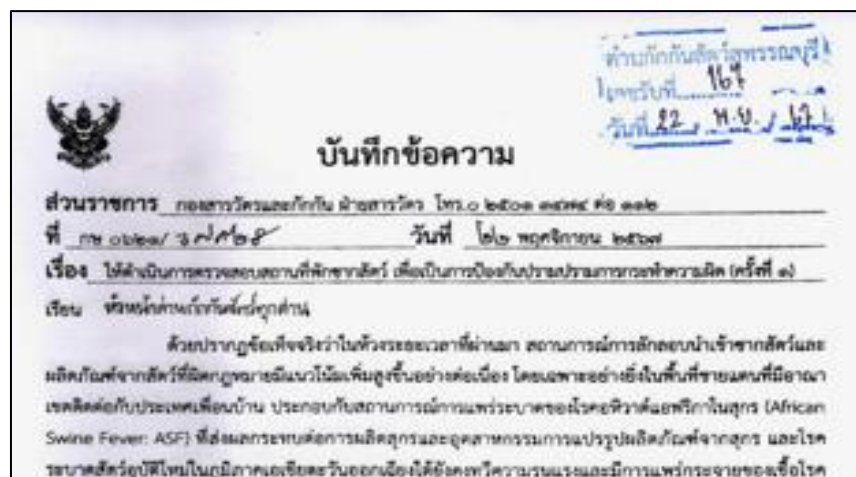 ด่านกักกันสัตว์สุพรรณบุรี
เลขรับที่ 167
วันที่ 22 / พ.ย. / 67
บันทึกข้อความ
ส่วนราชการ กองสารวัตรและกักกัน ฝ่ายสารวัตร โทร.๐ ๒๕๐๑ ๓๔๗๔ ต่อ ๑๑๒
ที่ กษ ๐๖๒๑/ วันที่ ๒๒ พฤศจิกายน ๒๕๖๗
เรื่อง ให้ดำเนินการตรวจสอบสถานที่พักซากสัตว์ เพื่อเป็นการป้องกันปรามปรามการกระทำความผิด (ครั้งที่ ๑)
เรียน หัวหน้าด่านกักกันสัตว์ทุกด่าน
ด้วยปรากฏข้อเท็จจริงว่าในห้วงระยะเวลาที่ผ่านมา สถานการณ์การลักลอบนำเข้าซากสัตว์และ
ผลิตภัณฑ์จากสัตว์ที่ผิดกฎหมายมีแนวโน้มเพิ่มสูงขึ้นอย่างต่อเนื่อง โดยเฉพาะอย่างยิ่งในพื้นที่ชายแดนที่มีอาณา
เขตติดต่อกับประเทศเพื่อนบ้าน ประกอบกับสถานการณ์การแพร่ระบาดของโรคอหิวาต์แอฟริกาในสุกร (African
Swine Fever: ASF) ที่ส่งผลกระทบต่อการผลิตสุกรและอุตสาหกรรมการแปรรูปผลิตภัณฑ์จากสุกร และโรค
ระบาดสัตว์อุบัติใหม่ในภูมิภาคเอเชียตะวันออกเฉียงใต้ยังคงทวีความรุนแรงและมีการแพร่กระจายของเชื้อโรค